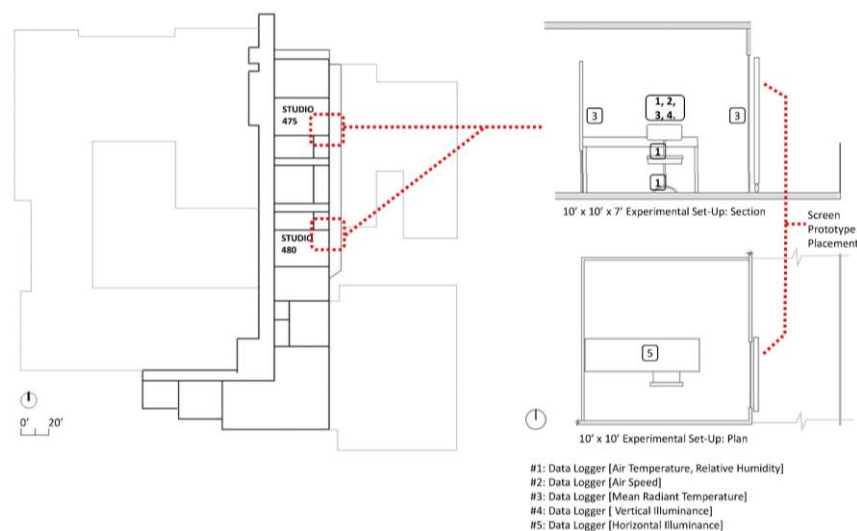 STUDIO
475
STUDIO
480
0' 20'
3
1, 2,
3, 4.
3
1
1
10' x 10' x 7' Experimental Set-Up: Section
Screen
Prototype
Placement
5
10' x 10' Experimental Set-Up: Plan
#1: Data Logger [Air Temperature, Relative Humidity]
#2: Data Logger [Air Speed]
#3: Data Logger [Mean Radiant Temperature]
#4: Data Logger [ Vertical Illuminance]
#5: Data Logger [Horizontal Illuminance]